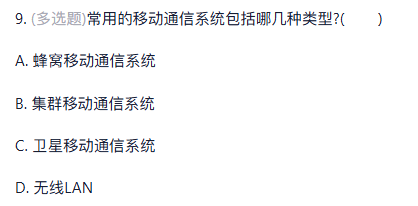 9. (多选题)常用的移动通信系统包括哪几种类型?(      )
A. 蜂窝移动通信系统
B. 集群移动通信系统
C. 卫星移动通信系统
D. 无线LAN